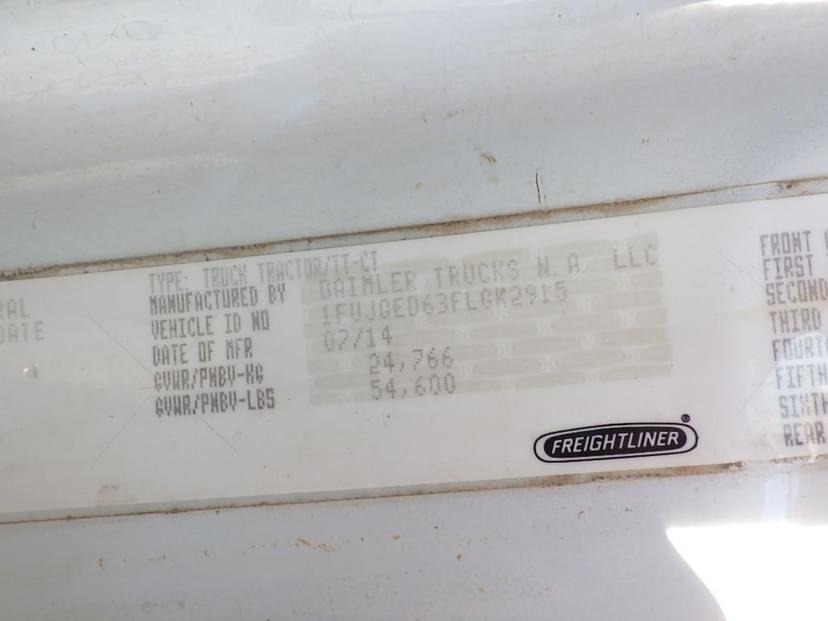 RAL
DATE
TYPE: TRUCK TRACTOR/TT-CT
MANUFACTURED BY DAIMLER TRUCKS N.A. LLC
VEHICLE ID NO 1FUJGED63FLGK2915
DATE OF MFR 07/14
GVWR/PNBV-KG 24,766
GVWR/PNBV-LBS 54,600
FREIGHTLINER®
FRONT
FIRST
SECOND
THIRD
FOURTH
FIFTH
SIXTH
REAR